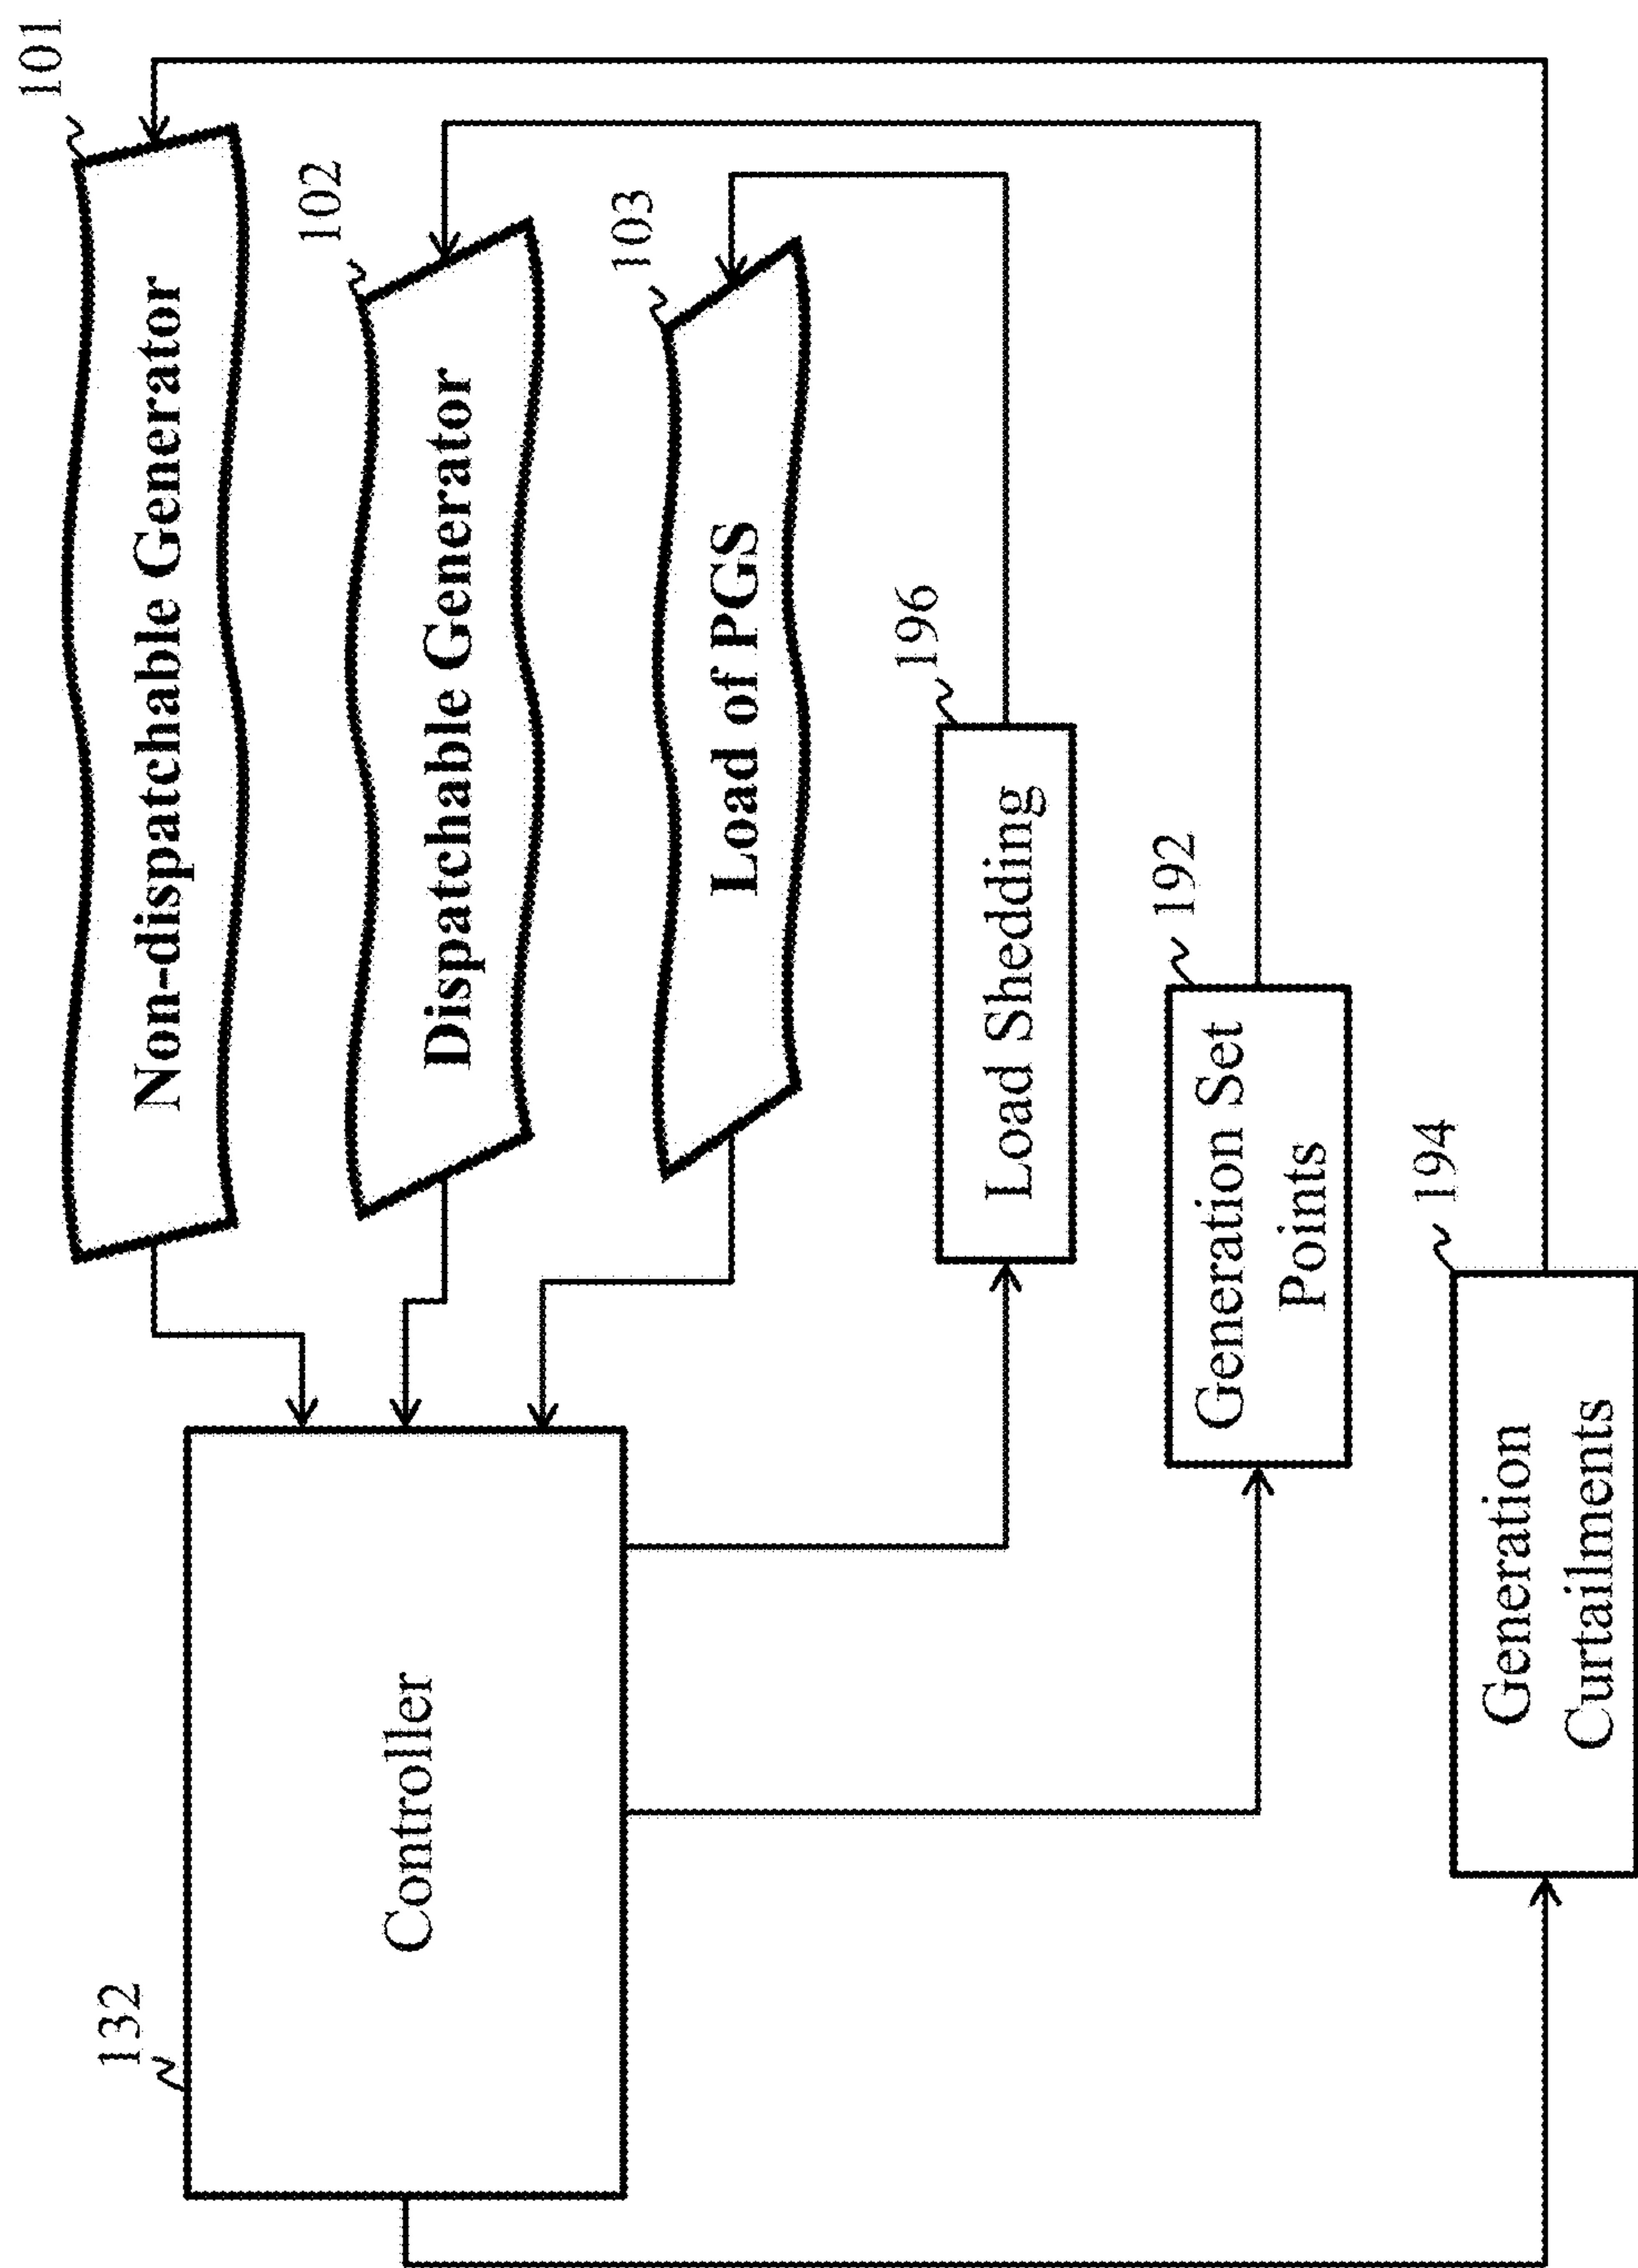 101
Non-dispatchable Generator
102
Dispatchable Generator
103
Load of PGS
132
Controller
196
Load Shedding
192
Generation Set
Points
194
Generation
Curtailments